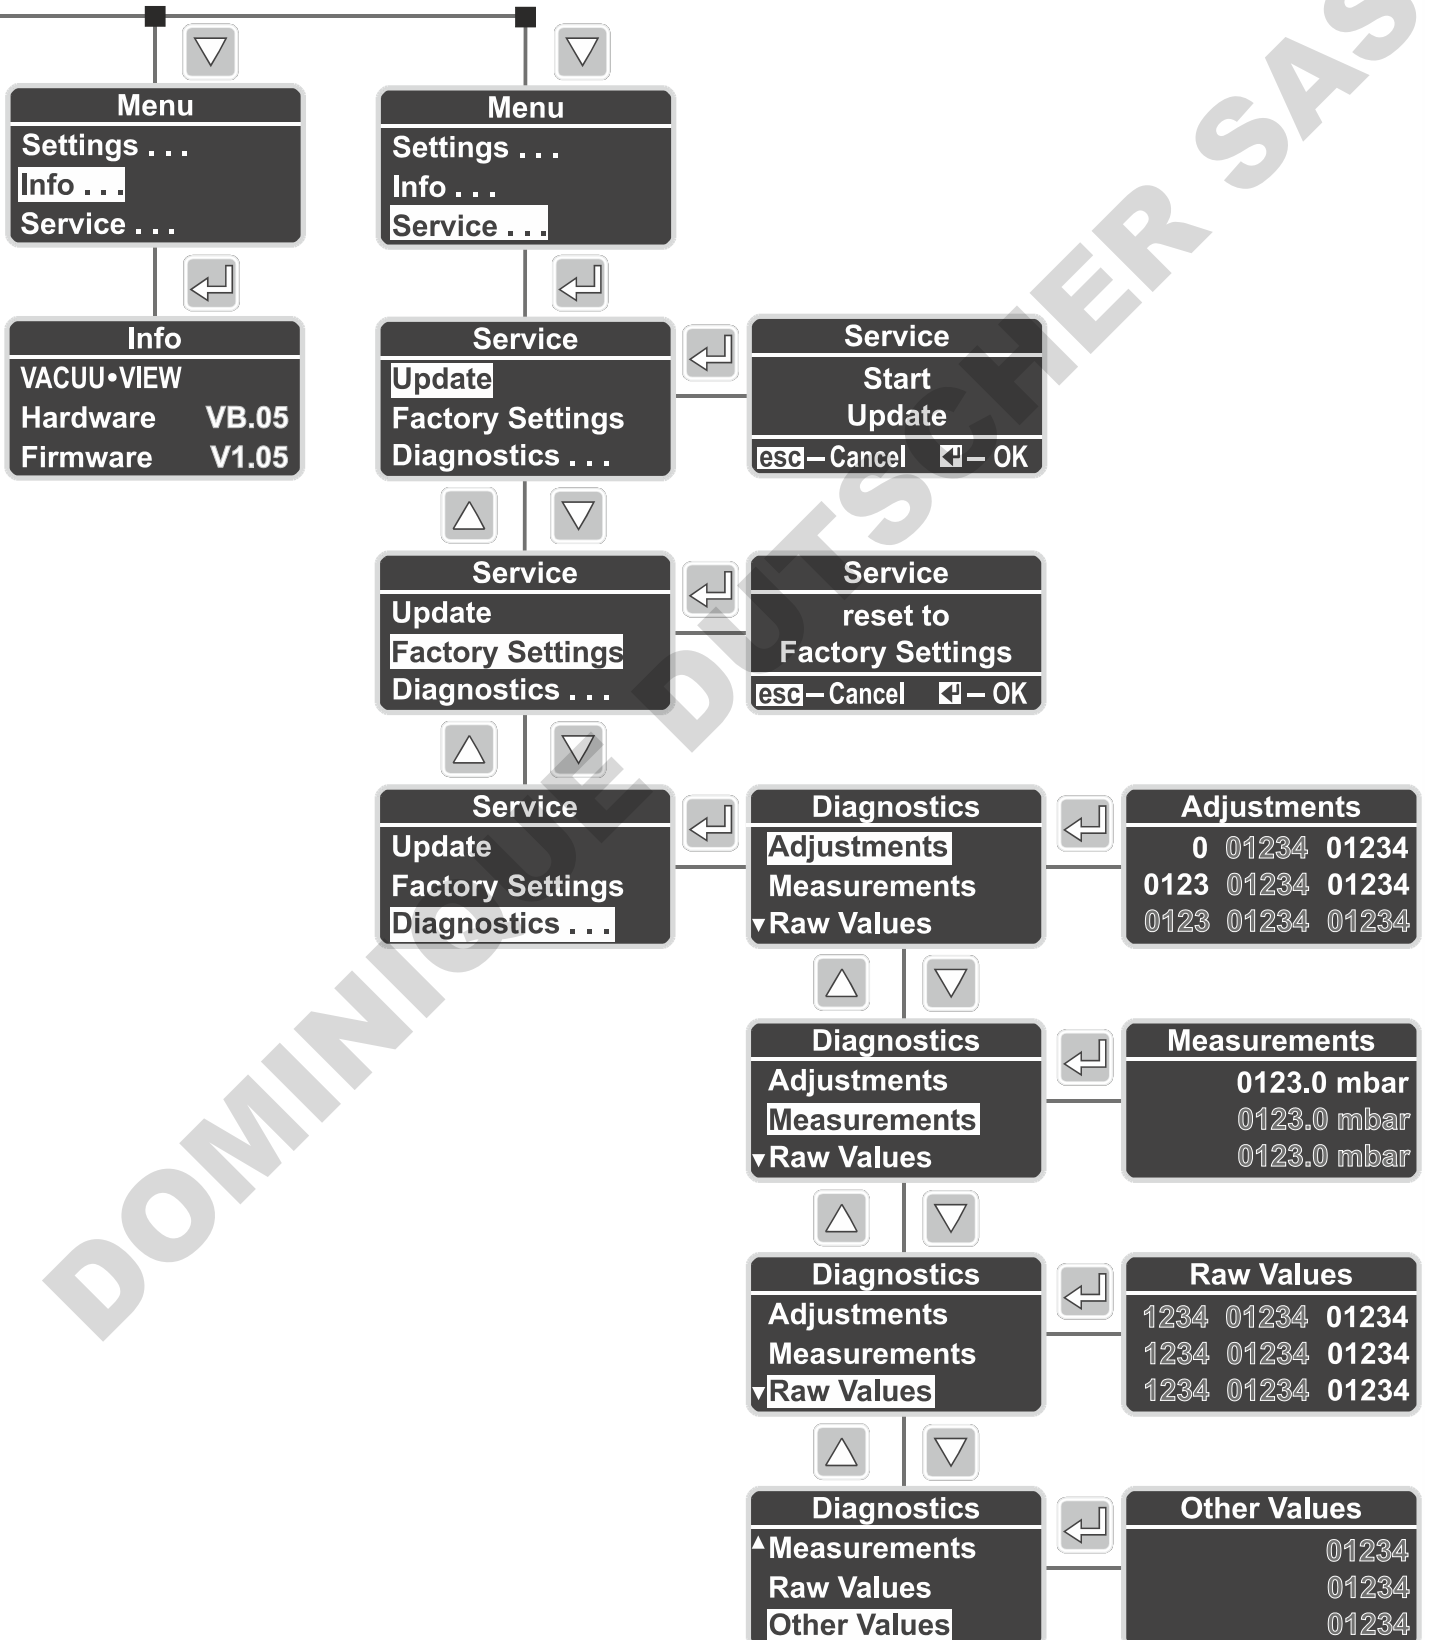 Menu
Settings . . .
Info . . .
Service . . .
Info
VACUU•VIEW
Hardware VB.05
Firmware V1.05
Menu
Settings . . .
Info . . .
Service . . .
Service
Update
Factory Settings
Diagnostics . . .
Service
Start
Update
esc – Cancel – OK
Service
Update
Factory Settings
Diagnostics . . .
Service
reset to
Factory Settings
esc – Cancel – OK
Service
Update
Factory Settings
Diagnostics . . .
Diagnostics
Adjustments
Measurements
▼Raw Values
Adjustments
0 01234 01234
0123 01234 01234
0123 01234 01234
Diagnostics
Adjustments
Measurements
▼Raw Values
Measurements
0123.0 mbar
0123.0 mbar
0123.0 mbar
Diagnostics
Adjustments
Measurements
▼Raw Values
Raw Values
1234 01234 01234
1234 01234 01234
1234 01234 01234
Diagnostics
▲Measurements
Raw Values
Other Values
Other Values
01234
01234
01234
DOMINIQUE DUTSCHER SAS